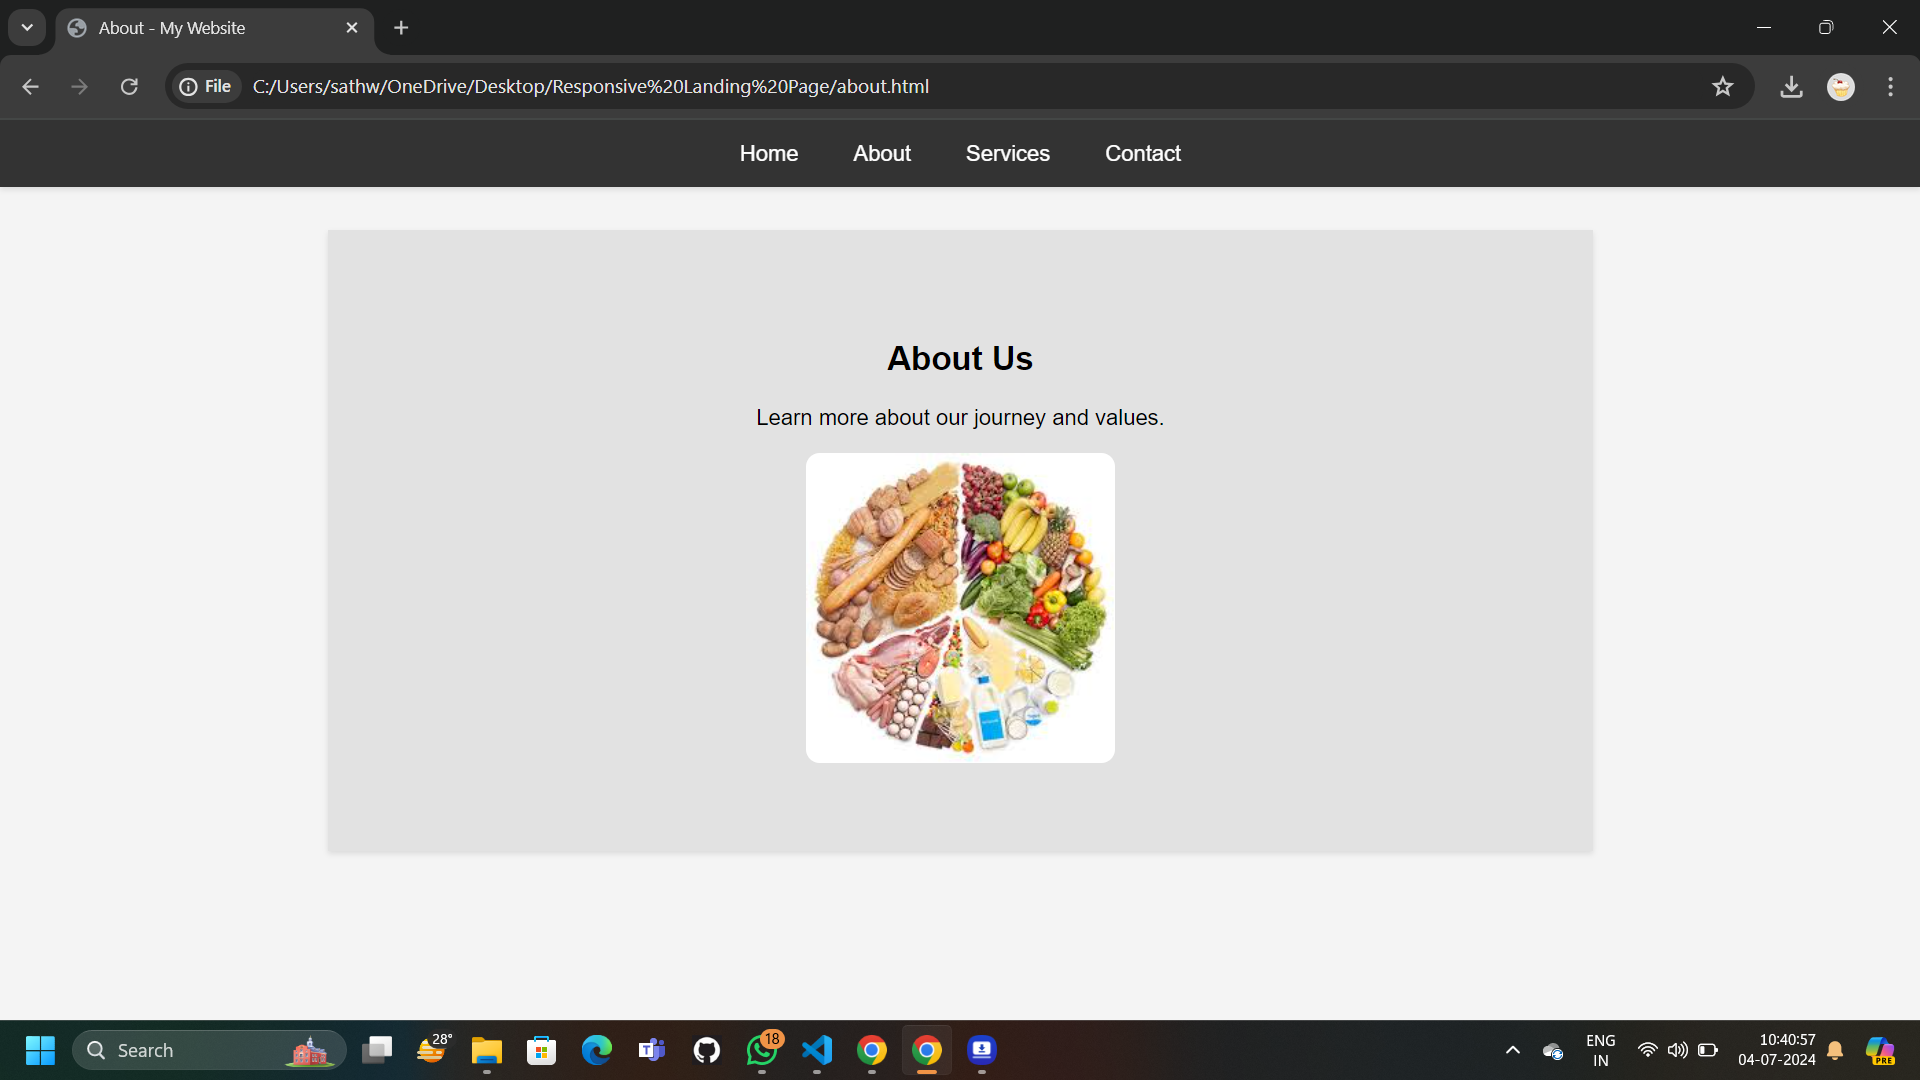 About - My Website
File
C:/Users/sathw/OneDrive/Desktop/Responsive%20Landing%20Page/about.html
Home
About
Services
Contact
About Us
Learn more about our journey and values.
Search
28°
18
ENG
IN
10:40:57
04-07-2024
PRE